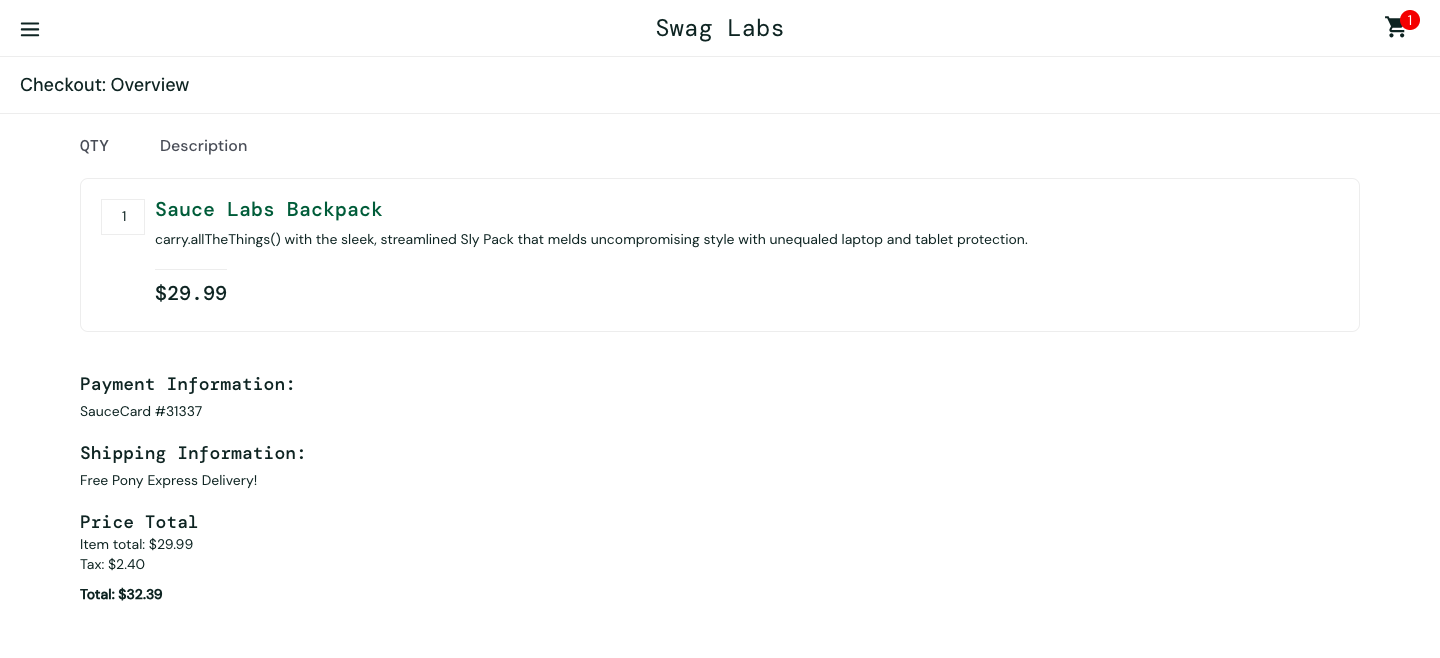 Swag Labs
1
Checkout: Overview
QTY Description
1
Sauce Labs Backpack
carry.allTheThings() with the sleek, streamlined Sly Pack that melds uncompromising style with unequaled laptop and tablet protection.
$29.99
Payment Information:
SauceCard #31337
Shipping Information:
Free Pony Express Delivery!
Price Total
Item total: $29.99
Tax: $2.40
Total: $32.39